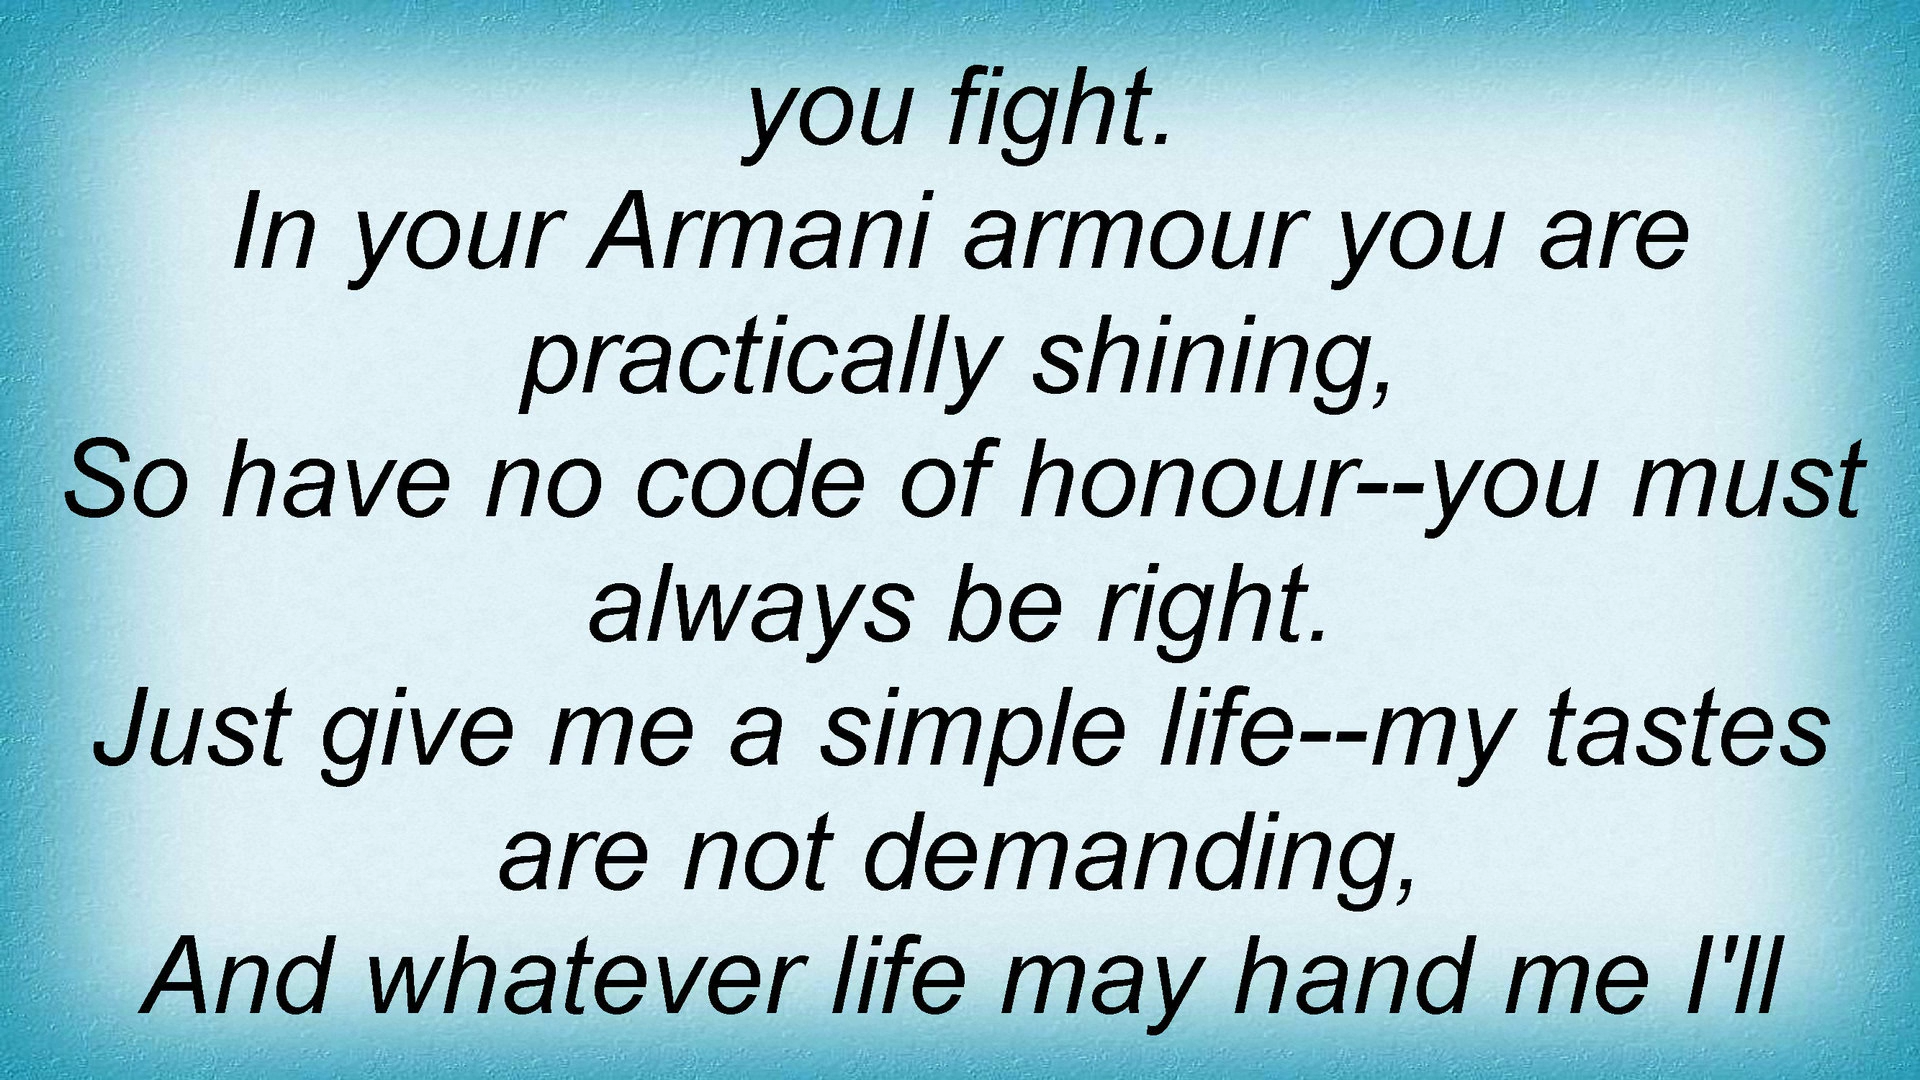 you fight.
In your Armani armour you are
practically shining,
So have no code of honour--you must
always be right.
Just give me a simple life--my tastes
are not demanding,
And whatever life may hand me I'll